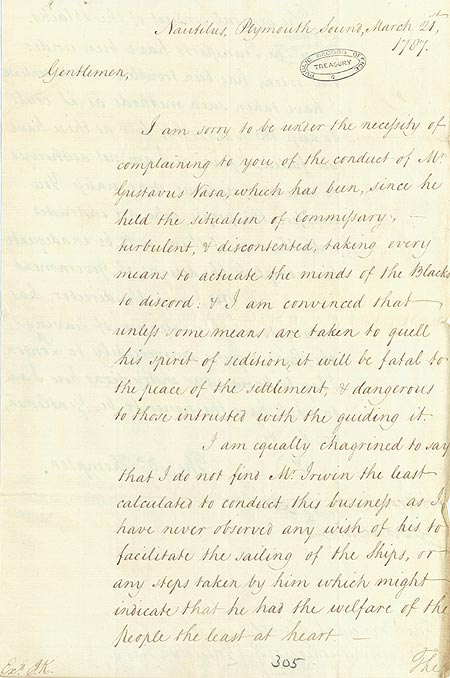 Nautilus, Plymouth Sound, March 21,
1787.
PUBLIC RECORD OFFICE
TREASURY
Gentlemen,
I am sorry to be under the necessity of
complaining to you of the conduct of Mr
Gustavus Vasa, which has been, since he
held the situation of Commissary, —
turbulent, & discontented, taking every
means to actuate the minds of the Blacks
to discord: & I am convinced that
unless some means are taken to quell
his spirit of sedition, it will be fatal to
the peace of the settlement, & dangerous
to those intrusted with the guiding it.
I am equally chagrined to say
that I do not find Mr. Irwin the least
calculated to conduct this business: as I
have never observed any wish of his to
facilitate the sailing of the Ships, or
any steps taken by him which might
indicate that he had the welfare of the
people the least at heart —
The
Exd. J.K.
305